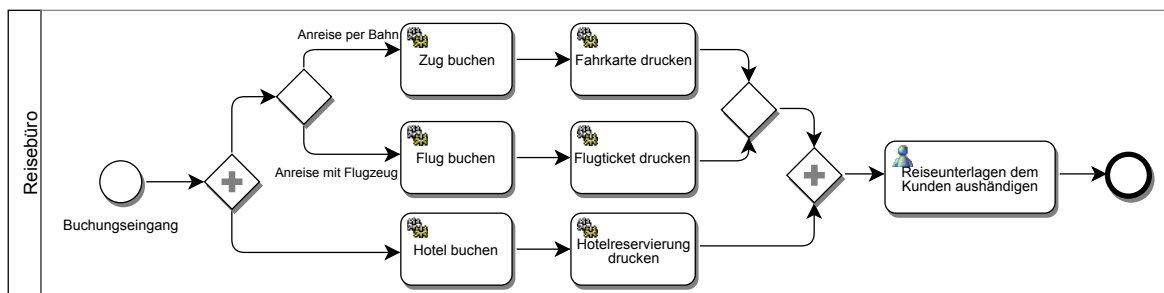 Reisebüro
Buchungseingang
Anreise per Bahn
Anreise mit Flugzeug
Zug buchen
Fahrkarte drucken
Flug buchen
Flugticket drucken
Hotel buchen
Hotelreservierung
drucken
Reiseunterlagen dem
Kunden aushändigen